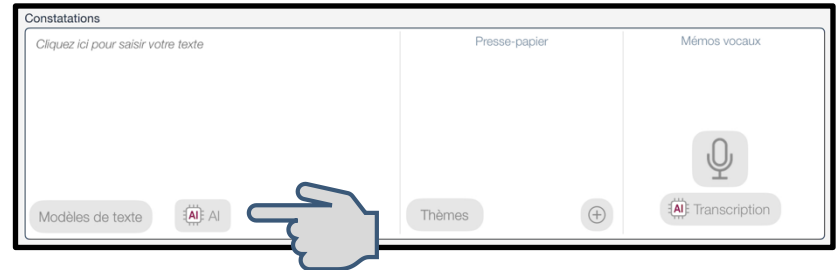 Constatations
Cliquez ici pour saisir votre texte
Presse-papier
Mémos vocaux
Modèles de texte
AI AI
Thèmes
AI Transcription